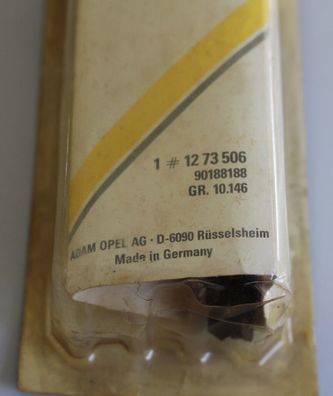 1 # 12 73 506
90188188
GR. 10.146
ADAM OPEL AG · D-6090 Rüsselsheim
Made in Germany